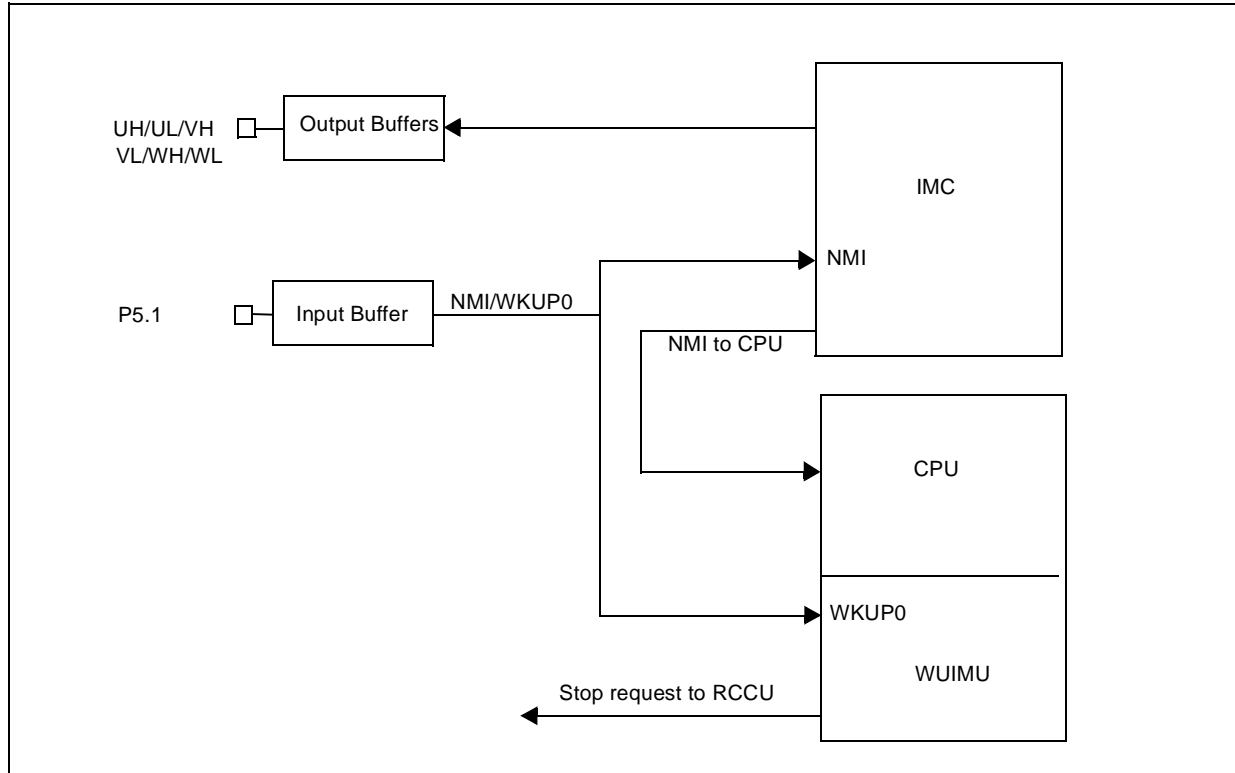 UH/UL/VH
VL/WH/WL
Output Buffers
IMC
NMI
P5.1
Input Buffer
NMI/WKUP0
NMI to CPU
CPU
WKUP0
WUIMU
Stop request to RCCU